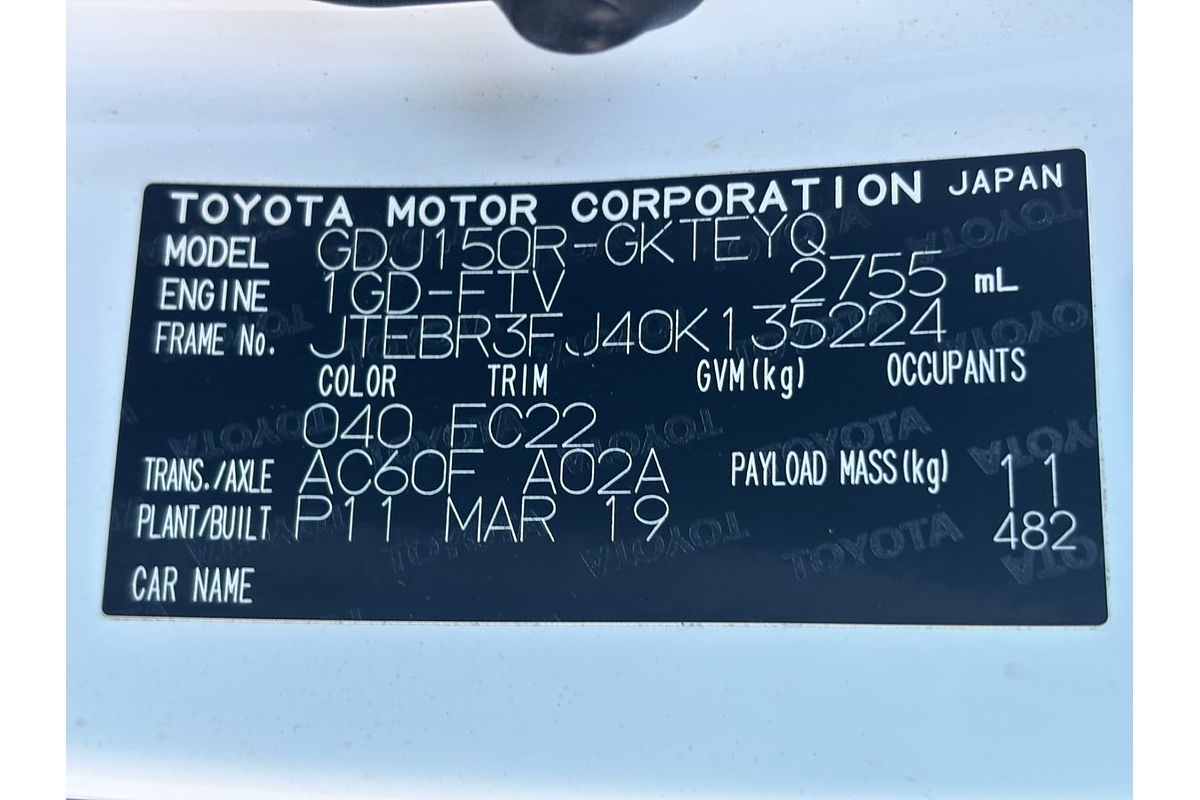 TOYOTA MOTOR CORPORATION JAPAN
MODEL GDJ150R-GKTEYQ
ENGINE 1GD-FTV 2755 mL
FRAME No. JTEBR3FJ40K135224
COLOR TRIM GVM(kg) OCCUPANTS
040 FC22
TRANS./AXLE AC60F A02A PAYLOAD MASS(kg) 11
PLANT/BUILT P11 MAR 19 482
CAR NAME